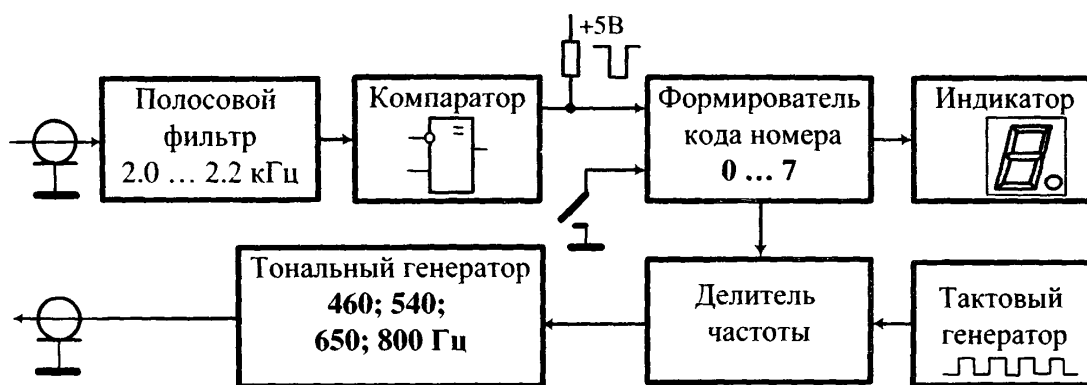 +5В
Полосовой
фильтр
2.0 ... 2.2 кГц
Компаратор
=
Формирователь
кода номера
0 ... 7
Индикатор
Тональный генератор
460; 540;
650; 800 Гц
Делитель
частоты
Тактовый
генератор